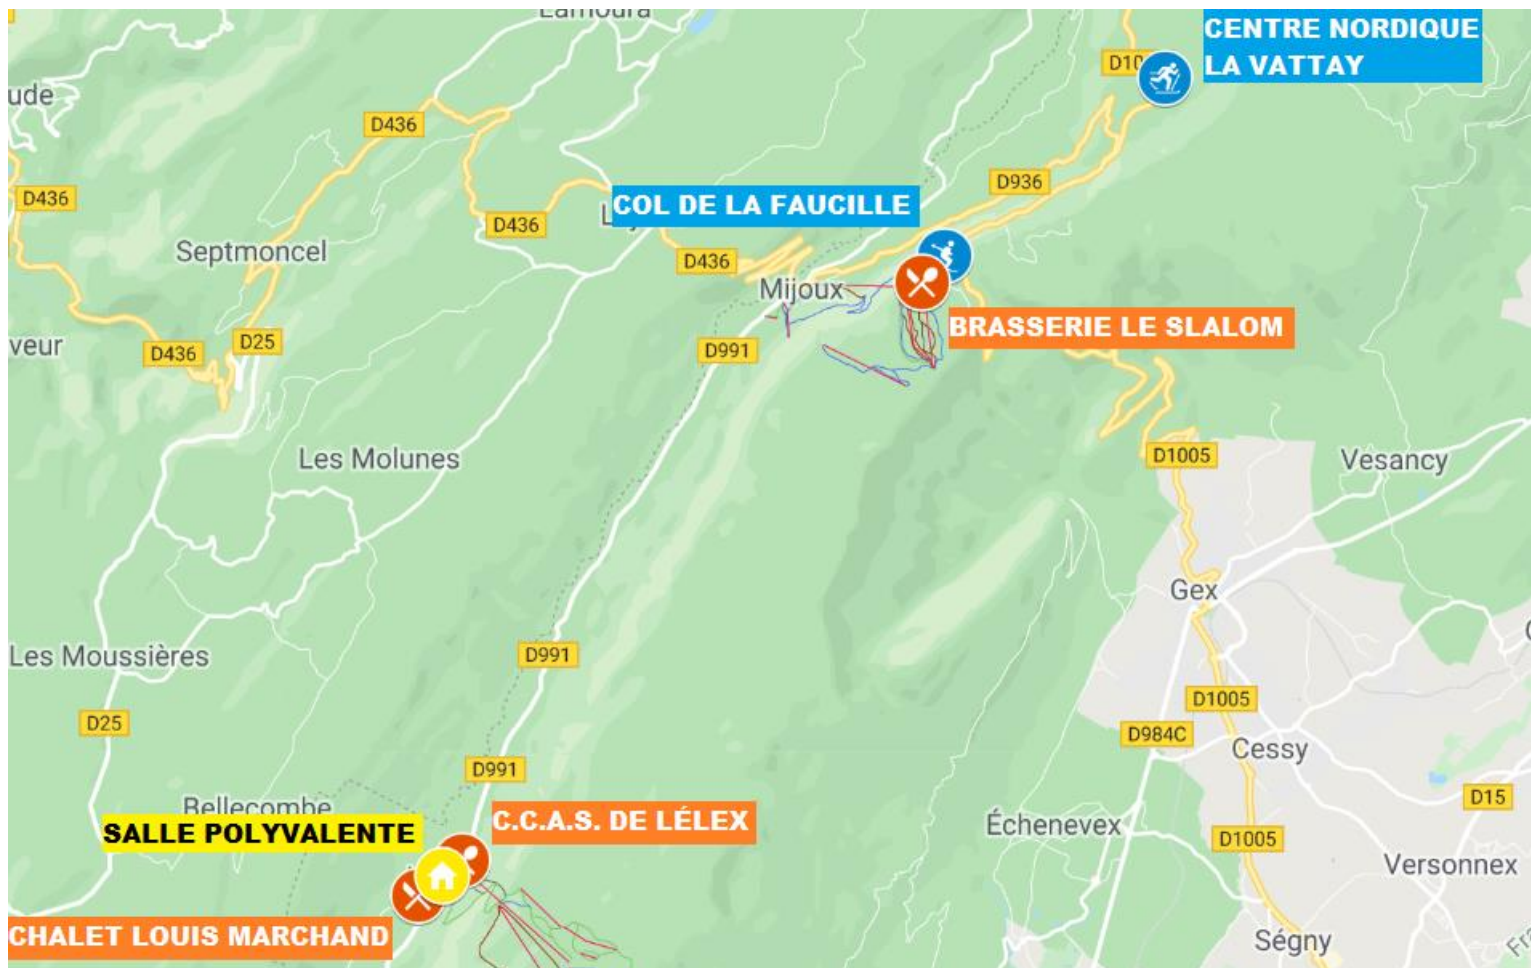 Lamoura
CENTRE NORDIQUE
LA VATTAY
ude
D436
D436
D936
COL DE LA FAUCILLE
D436
Septmoncel
D436
Mijoux
BRASSERIE LE SLALOM
D25
veur
D436
D991
Les Molunes
D1005
Vesancy
Gex
D991
Les Moussières
D1005
D25
D984C
Cessy
D991
D15
Bellecombe
C.C.A.S. DE LÉLEX
SALLE POLYVALENTE
Échenevex
D1005
Versonnex
CHALET LOUIS MARCHAND
Ségny